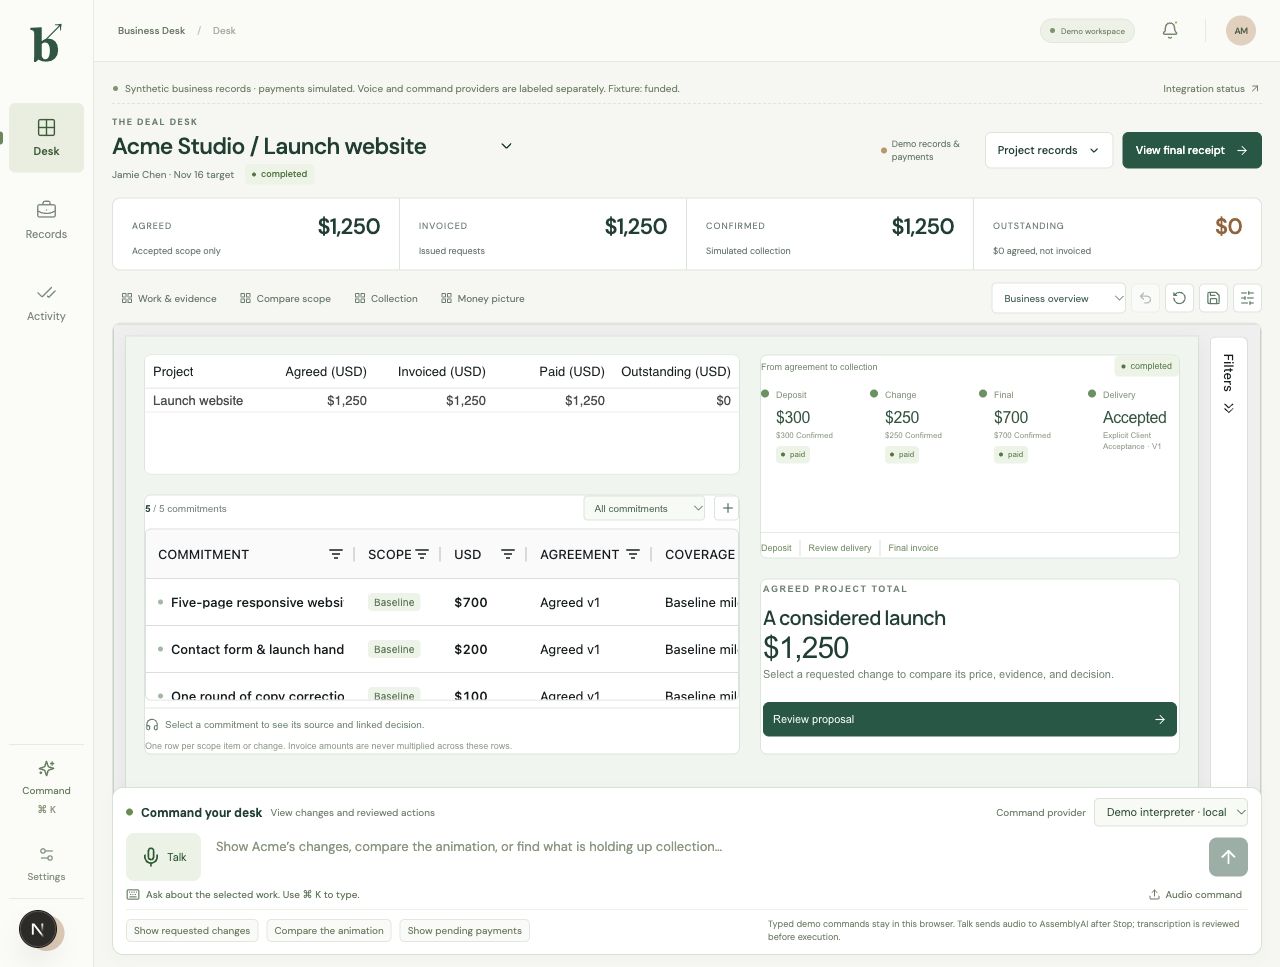 b
Business Desk / Desk
Demo workspace
AM
Synthetic business records · payments simulated. Voice and command providers are labeled separately. Fixture: funded.
Integration status
THE DEAL DESK
Acme Studio / Launch website
Jamie Chen · Nov 16 target
completed
Demo records &
payments
Project records
View final receipt
Desk
Records
Activity
AGREED
$1,250
Accepted scope only
INVOICED
$1,250
Issued requests
CONFIRMED
$1,250
Simulated collection
OUTSTANDING
$0
$0 agreed, not invoiced
Work & evidence
Compare scope
Collection
Money picture
Business overview
Project Agreed (USD) Invoiced (USD) Paid (USD) Outstanding (USD)
Launch website $1,250 $1,250 $1,250 $0
From agreement to collection
completed
Deposit
$300
$300 Confirmed
paid
Change
$250
$250 Confirmed
paid
Final
$700
$700 Confirmed
paid
Delivery
Accepted
Explicit Client
Acceptance · V1
Deposit
Review delivery
Final invoice
Filters
5 / 5 commitments
All commitments
COMMITMENT SCOPE USD AGREEMENT COVERAGE
Five-page responsive websi Baseline $700 Agreed v1 Baseline mil
Contact form & launch hand Baseline $200 Agreed v1 Baseline mil
One round of copy correctio Baseline $100 Agreed v1 Baseline mil
Select a commitment to see its source and linked decision.
One row per scope item or change. Invoice amounts are never multiplied across these rows.
AGREED PROJECT TOTAL
A considered launch
$1,250
Select a requested change to compare its price, evidence, and decision.
Review proposal
Command
⌘ K
Settings
N
Command your desk View changes and reviewed actions
Command provider
Demo interpreter · local
Talk
Show Acme's changes, compare the animation, or find what is holding up collection...
Ask about the selected work. Use ⌘ K to type.
Audio command
Show requested changes
Compare the animation
Show pending payments
Typed demo commands stay in this browser. Talk sends audio to AssemblyAI after Stop; transcription is reviewed
before execution.